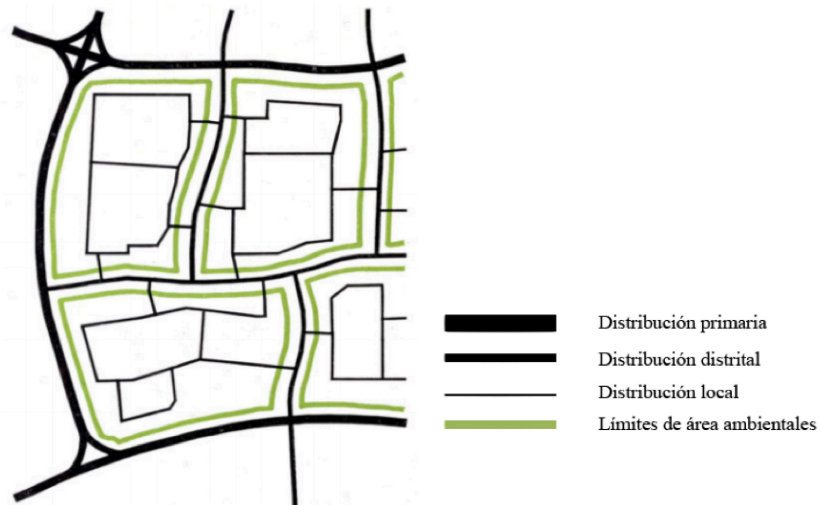 Distribución primaria
Distribución distrital
Distribución local
Límites de área ambientales